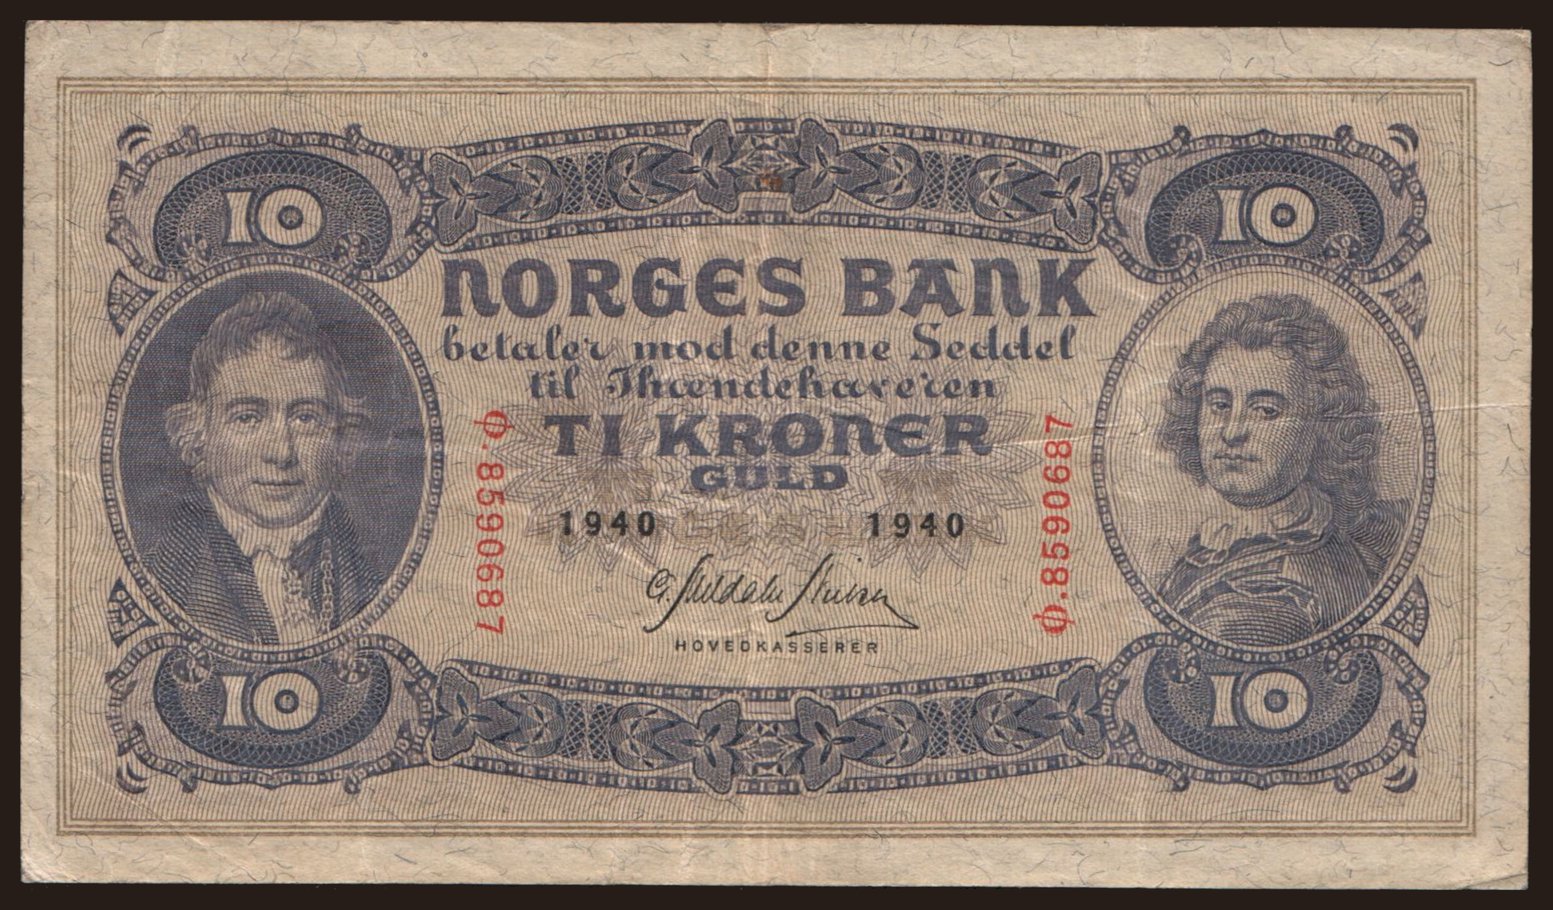 10
10
NORGES BANK
betaler mod denne Seddel
til Ihændehaveren
TI KRONER
GULD
ф.8590687
ф.8590687
1940 1940
HOVEDKASSERER
10
10